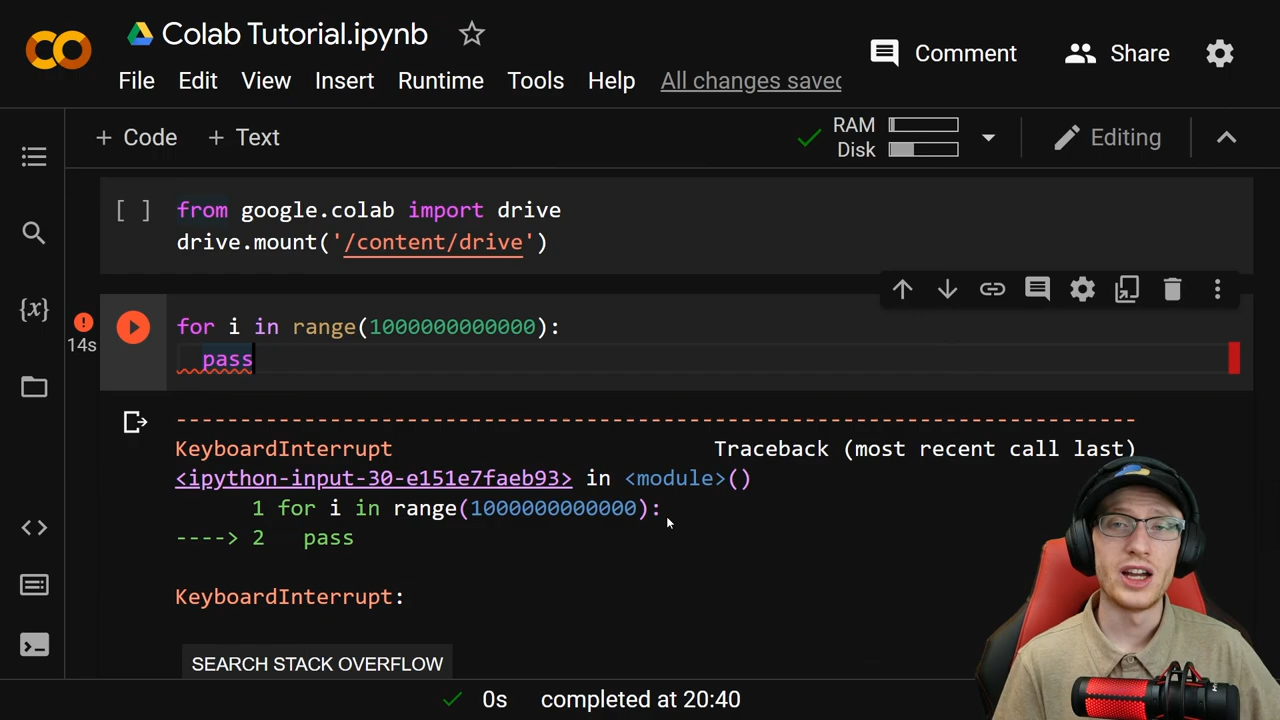 Colab Tutorial.ipynb
File Edit View Insert Runtime Tools Help All changes saved
Comment Share
+ Code + Text
RAM
Disk
Editing
[ ] from google.colab import drive
drive.mount('/content/drive')
{x}
14s
for i in range(1000000000000):
pass
---------------------------------------------------------------------------
KeyboardInterrupt Traceback (most recent call last)
<ipython-input-30-e151e7faeb93> in <module>()
1 for i in range(1000000000000):
----> 2 pass
KeyboardInterrupt:
SEARCH STACK OVERFLOW
0s completed at 20:40